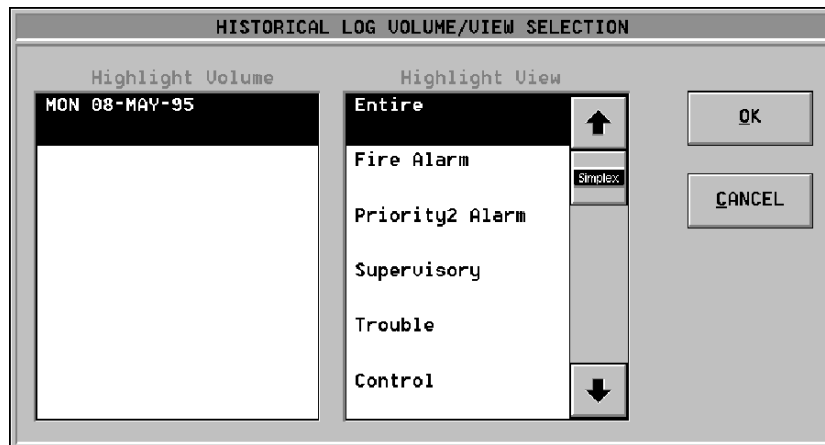 HISTORICAL LOG VOLUME/VIEW SELECTION
Highlight Volume
MON 08-MAY-95
Highlight View
Entire
Fire Alarm
Priority2 Alarm
Supervisory
Trouble
Control
Simplex
OK
CANCEL